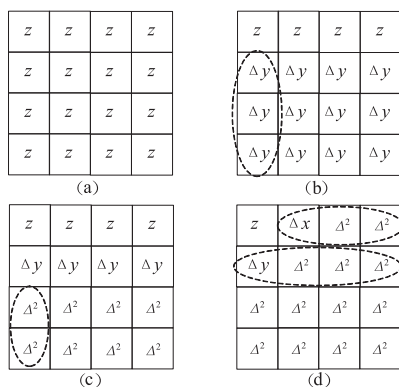 z z z z z z z z
z z z z Δy Δy Δy Δy
z z z z Δy Δy Δy Δy
z z z z Δy Δy Δy Δy
(a) (b)
z z z z z Δx Δ² Δ²
Δy Δy Δy Δy Δy Δ² Δ² Δ²
Δ² Δ² Δ² Δ² Δ² Δ² Δ² Δ²
Δ² Δ² Δ² Δ² Δ² Δ² Δ² Δ²
(c) (d)